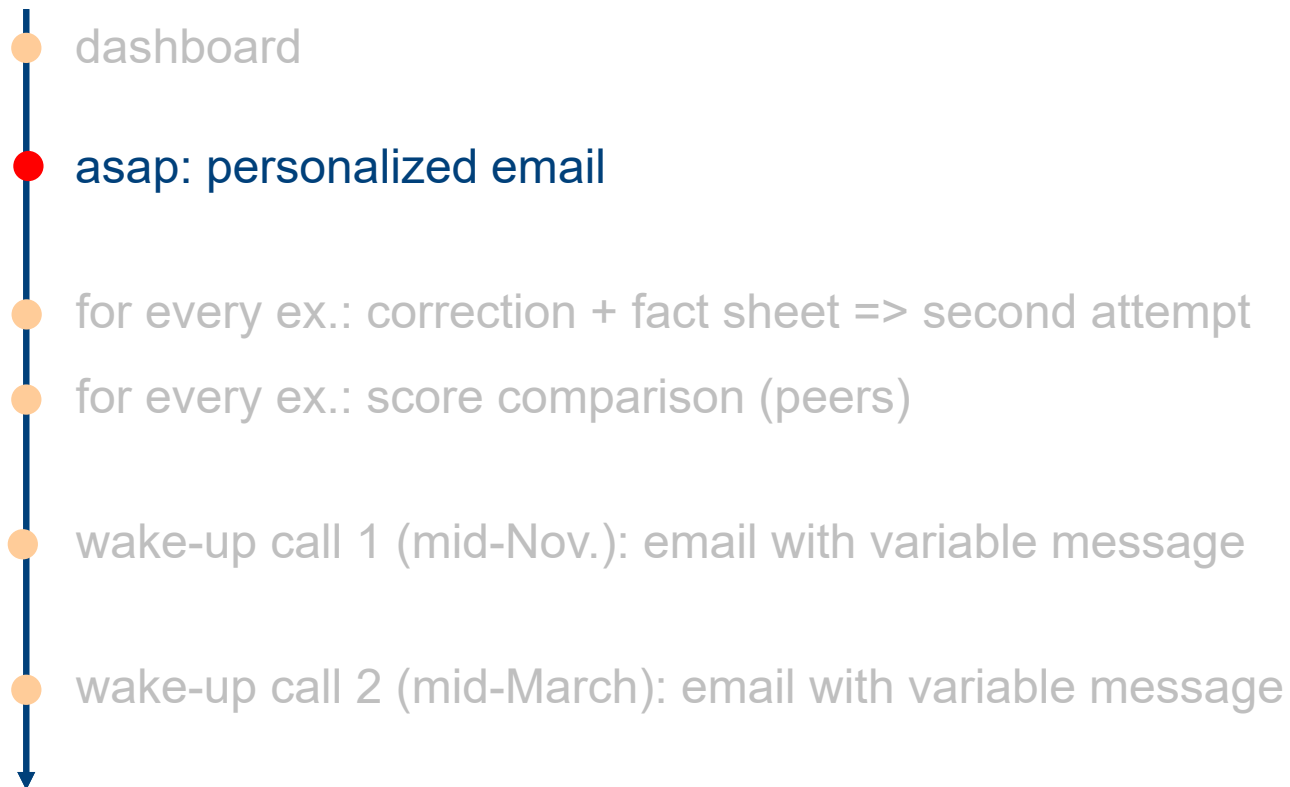 dashboard
asap: personalized email
for every ex.: correction + fact sheet => second attempt
for every ex.: score comparison (peers)
wake-up call 1 (mid-Nov.): email with variable message
wake-up call 2 (mid-March): email with variable message